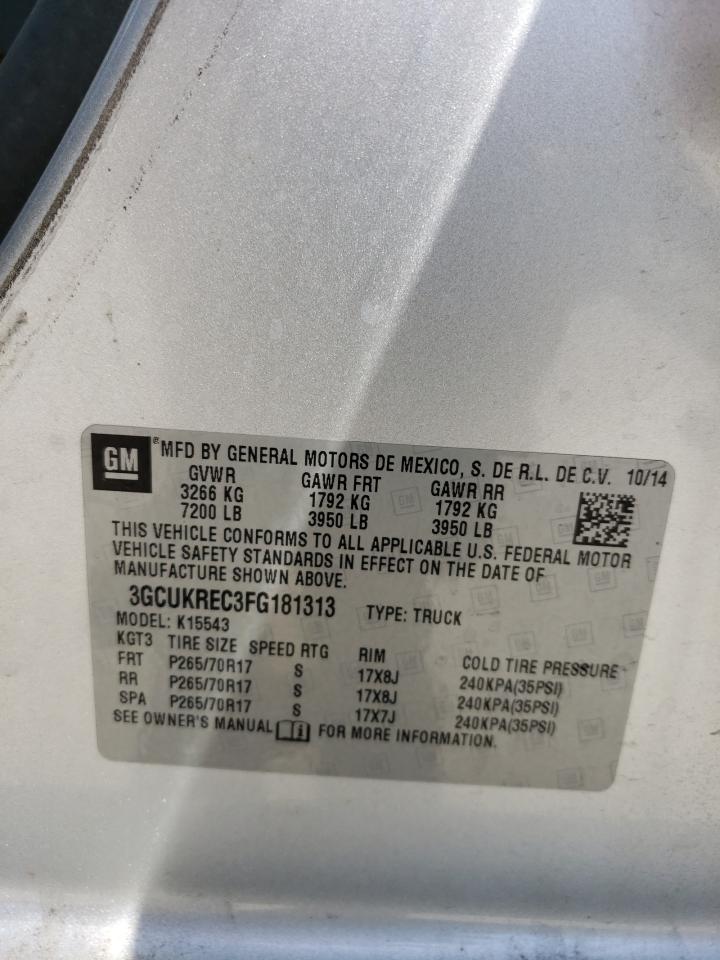 GM ® MFD BY GENERAL MOTORS DE MEXICO, S. DE R.L. DE C.V. 10/14
GVWR GAWR FRT GAWR RR
3266 KG 1792 KG 1792 KG
7200 LB 3950 LB 3950 LB
THIS VEHICLE CONFORMS TO ALL APPLICABLE U.S. FEDERAL MOTOR
VEHICLE SAFETY STANDARDS IN EFFECT ON THE DATE OF
MANUFACTURE SHOWN ABOVE.
3GCUKREC3FG181313 TYPE: TRUCK
MODEL: K15543
KGT3 TIRE SIZE SPEED RTG RIM COLD TIRE PRESSURE
FRT P265/70R17 S 17X8J 240KPA(35PSI)
RR P265/70R17 S 17X8J 240KPA(35PSI)
SPA P265/70R17 S 17X7J 240KPA(35PSI)
SEE OWNER'S MANUAL FOR MORE INFORMATION.